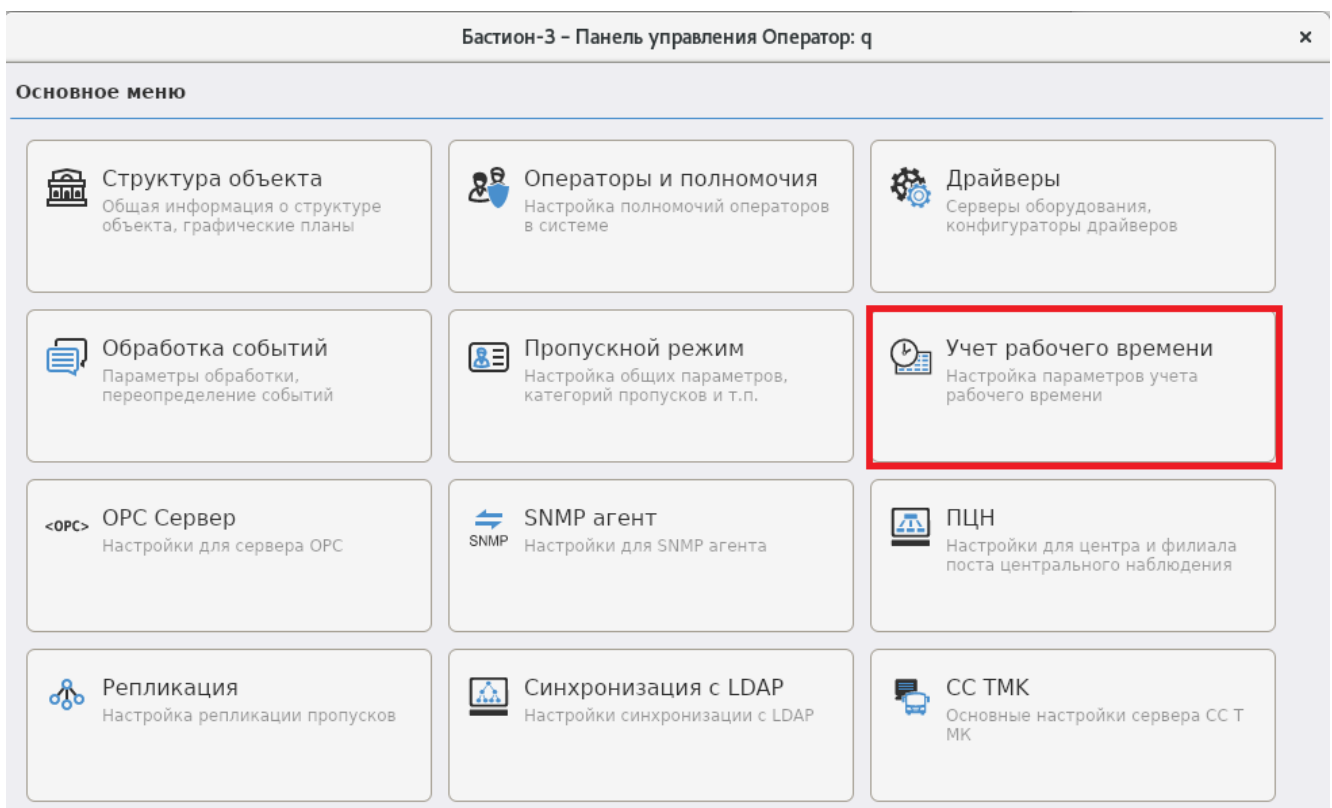 Бастион-3 – Панель управления Оператор: q
Основное меню
Структура объекта
Общая информация о структуре
объекта, графические планы
Операторы и полномочия
Настройка полномочий операторов
в системе
Драйверы
Серверы оборудования,
конфигураторы драйверов
Обработка событий
Параметры обработки,
переопределение событий
Пропускной режим
Настройка общих параметров,
категорий пропусков и т.п.
Учет рабочего времени
Настройка параметров учета
рабочего времени
<OPC>
OPC Сервер
Настройки для сервера OPC
SNMP
SNMP агент
Настройки для SNMP агента
ПЦН
Настройки для центра и филиала
поста центрального наблюдения
Репликация
Настройка репликации пропусков
Синхронизация с LDAP
Настройки синхронизации с LDAP
СС ТМК
Основные настройки сервера СС Т
МК